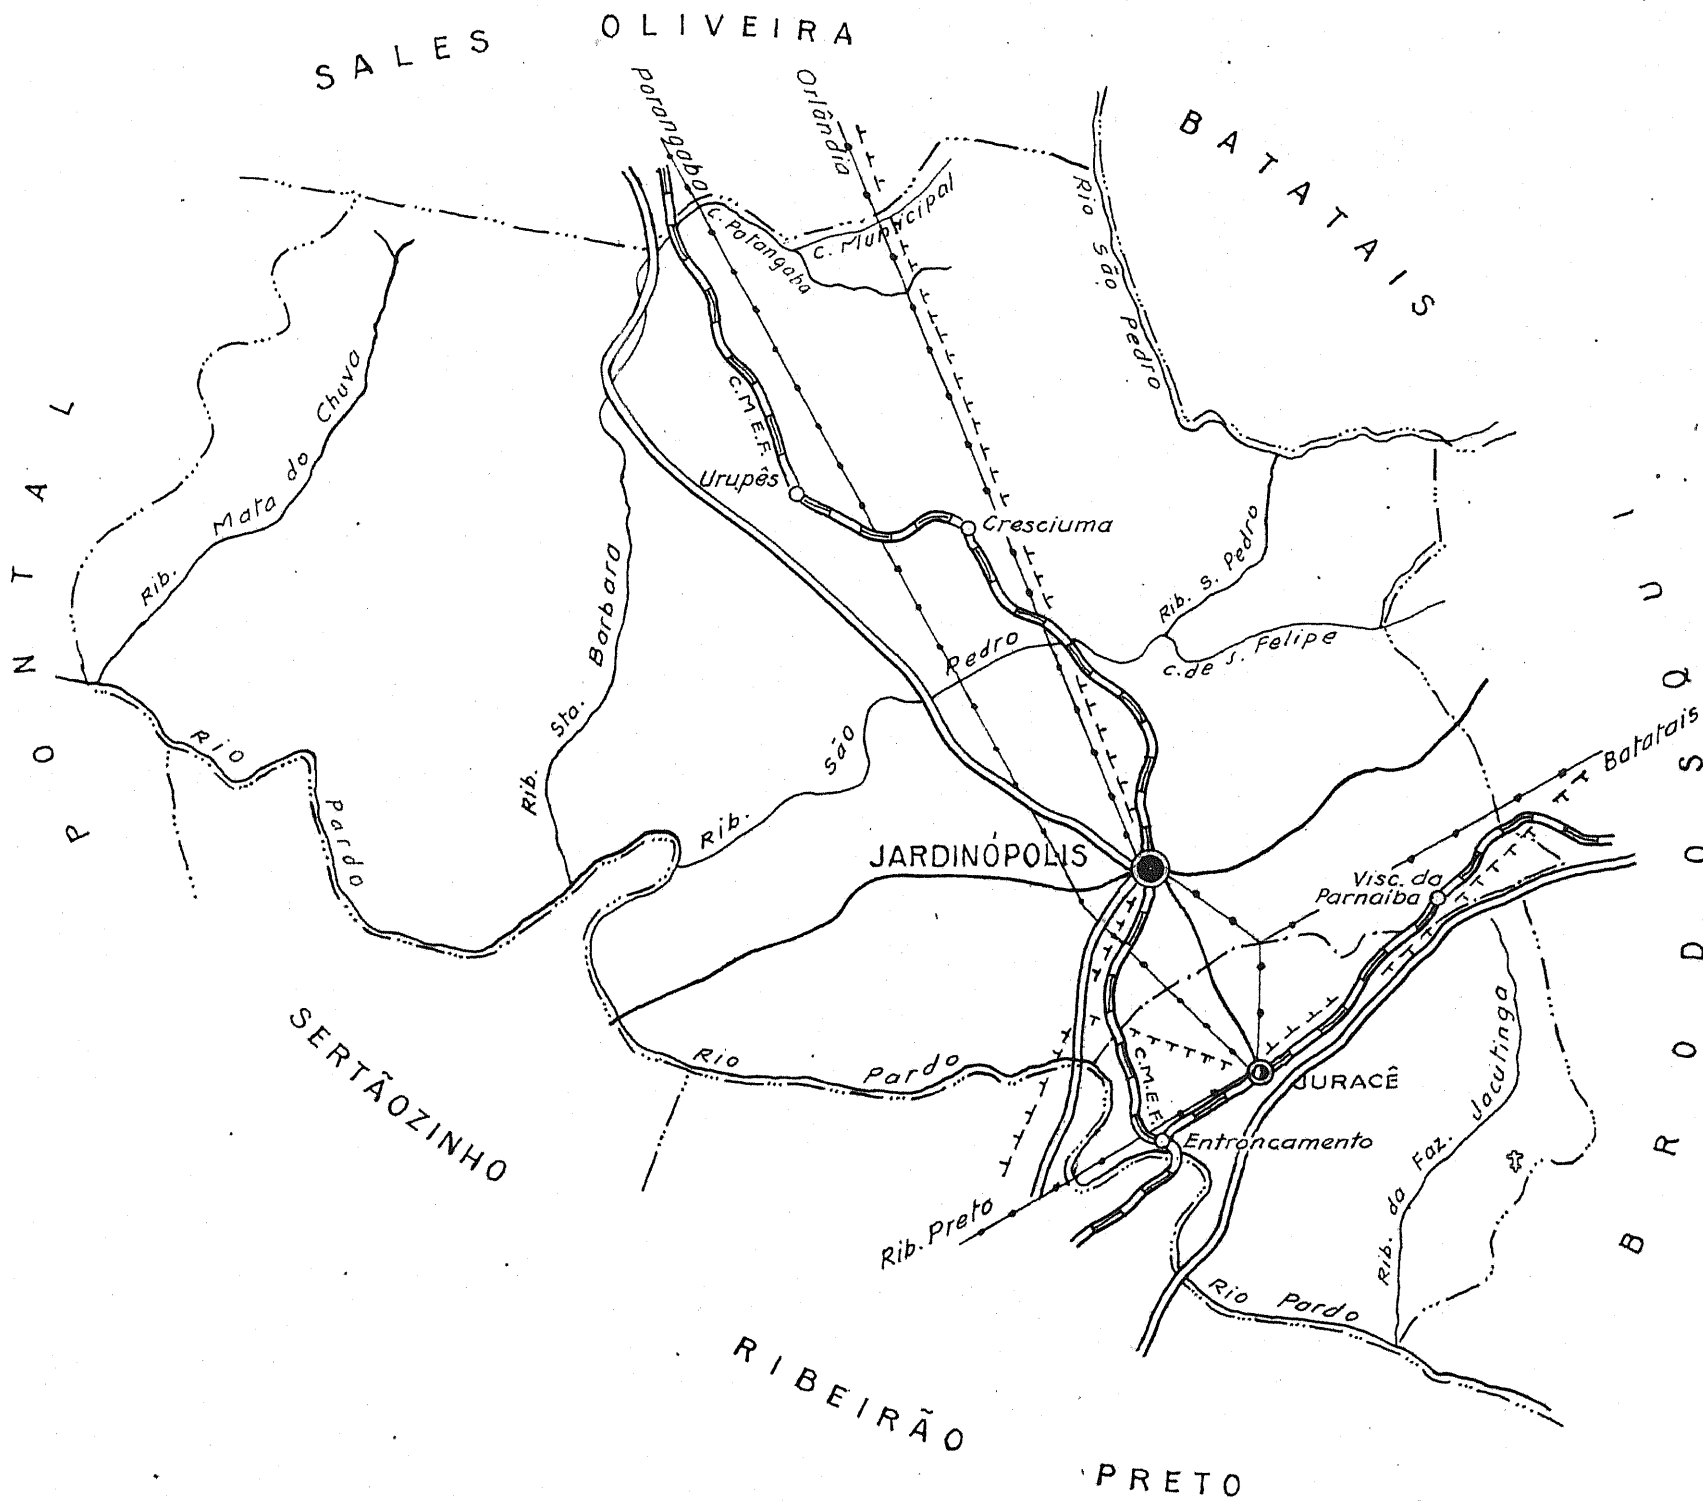 SALES OLIVEIRA
BATATAIS
BRODOSQUI
RIBEIRÃO PRETO
SERTÃOZINHO
PONTAL
Porangaba
Orlândia
C. Porangaba
C. Municipal
Rio São Pedro
Rib. Mata do Chuva
C.M.E.F.
Urupês
Cresciuma
Rib. S. Pedro
C. de S. Felipe
Rib. Sta. Barbara
Rib. São Pedro
Rio Pardo
Batatais
JARDINÓPOLIS
Visc. da
Parnaíba
Rio Pardo
C.M.E.F.
JURACÊ
Entroncamento
Rib. da Faz. Jacutinga
Rib. Preto
Rio Pardo